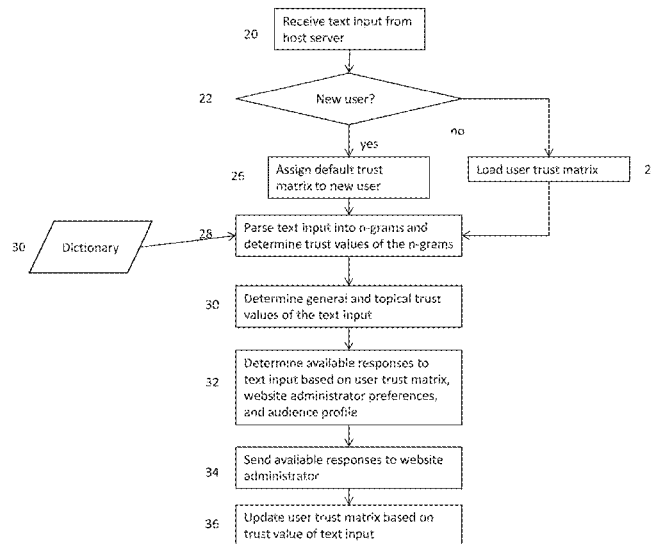 20
Receive text input from
host server
22
New user?
yes
no
26
Assign default trust
matrix to new user
Load user trust matrix
2
30
Dictionary
28
Parse text input into n-grams and
determine trust values of the n-grams
30
Determine general and topical trust
values of the text input
32
Determine available responses to
text input based on user trust matrix,
website administrator preferences,
and audience profile
34
Send available responses to website
administrator
36
Update user trust matrix based on
trust value of text input